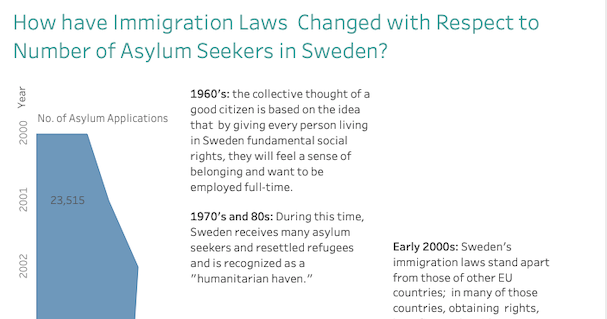 How have Immigration Laws Changed with Respect to
Number of Asylum Seekers in Sweden?
Year
No. of Asylum Applications
2000
2001
23,515
2002
1960's: the collective thought of a
good citizen is based on the idea
that by giving every person living
in Sweden fundamental social
rights, they will feel a sense of
belonging and want to be
employed full-time.
1970's and 80s: During this time,
Sweden receives many asylum
seekers and resettled refugees
and is recognized as a
"humanitarian haven."
Early 2000s: Sweden's
immigration laws stand apart
from those of other EU
countries; in many of those
countries, obtaining rights,